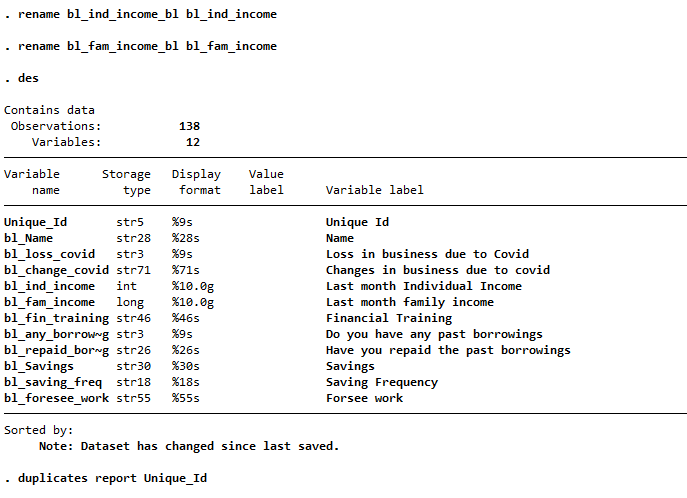 . rename bl_ind_income_bl bl_ind_income
. rename bl_fam_income_bl bl_fam_income
. des
Contains data
Observations: 138
Variables: 12
Variable Storage Display Value
name type format label Variable label
Unique_Id str5 %9s Unique Id
bl_Name str28 %28s Name
bl_loss_covid str3 %9s Loss in business due to Covid
bl_change_covid str71 %71s Changes in business due to covid
bl_ind_income int %10.0g Last month Individual Income
bl_fam_income long %10.0g Last month family income
bl_fin_training str46 %46s Financial Training
bl_any_borrow~g str3 %9s Do you have any past borrowings
bl_repaid_bor~g str26 %26s Have you repaid the past borrowings
bl_Savings str30 %30s Savings
bl_saving_freq str18 %18s Saving Frequency
bl_foresee_work str55 %55s Forsee work
Sorted by:
Note: Dataset has changed since last saved.
. duplicates report Unique_Id